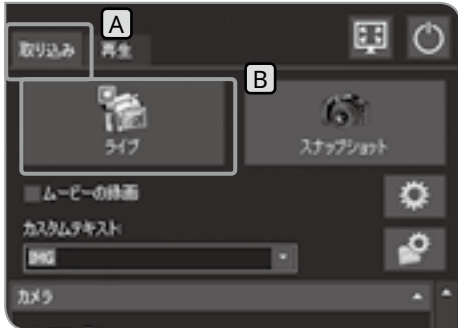 A
取り込み 再生
B
ライブ スナップショット
ムービーの録画
カスタムテキスト
IMG
カメラ